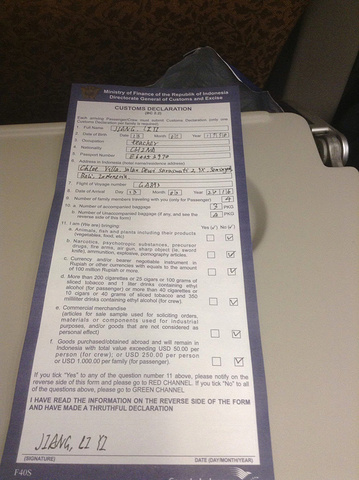 Ministry of Finance of the Republic of Indonesia
Directorate General of Customs and Excise
CUSTOMS DECLARATION
(BC 2.2)
Each arriving Passenger/Crew must submit Customs Declaration (only one
Customs Declaration per family is required)
1. Full Name JIANG LI YI
2. Date of Birth Day Month Year
3. Occupation teacher
4. Nationality CHINA
5. Passport Number
6. Address in Indonesia (hotel name/residence address)
Villa Jalan
Bali, Indonesia.
7. Flight or Voyage number
8. Date of Arrival Day Month Year
9. Number of family members traveling with you (only for Passenger)
10. a. Number of accompanied baggage PKG
b. Number of Unaccompanied baggage (if any, and see the PKG
reverse side of this form)
11. I am (We are) bringing: Yes (✓) No (✓)
a. Animals, fish and plants including their products
(vegetables, food, etc)
b. Narcotics, psychotropic substances, precursor,
drugs, fire arms, air gun, sharp object (ie. sword
knife), ammunition, explosives, pornography articles
c. Currency and/or bearer negotiable instrument in
Rupiah or other currencies with equals to the amount
of 100 million Rupiah or more.
d. More than 200 cigarettes or 25 cigars or 100 grams of
sliced tobacco and 1 liter drinks containing ethyl
alcohol (for passenger) or more than 40 cigarettes or
10 cigars or 40 grams of sliced tobacco and 350
milliliter drinks containing ethyl alcohol (for crew).
e. Commercial merchandise
(articles for sale sample used for soliciting orders,
materials or components used for industrial
purposes, and/or goods that are not considered as
personal effect)
f. Goods purchased/obtained abroad and will remain in
Indonesia with total value exceeding USD 50.00 per
person (for crew); or USD 250.00 per person
or USD 1,000.00 per family (for passenger).
If you tick "Yes" to any of the question number 11 above, please notify on the
reverse side of this form and please go to RED CHANNEL. If you tick "No" to all
of the questions above, please go to GREEN CHANNEL
I HAVE READ THE INFORMATION ON THE REVERSE SIDE OF THE FORM
AND HAVE MADE A THRUTHFUL DECLARATION
JIANG, LI YI
(SIGNATURE) DATE (DAY/MONTH/YEAR)
F40S